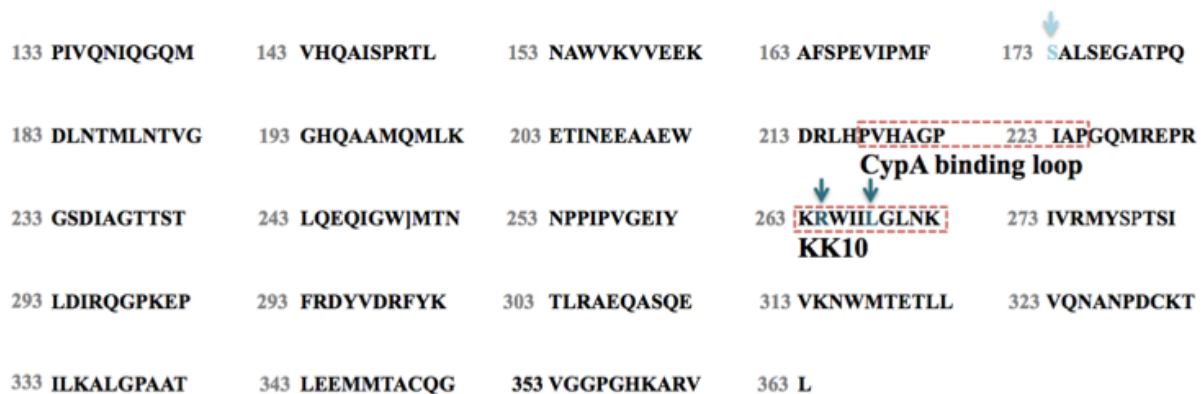 133 PIVQNIQGQM 143 VHQAISPRTL 153 NAWVKVVEEK 163 AFSPEVIPMF 173 SALSEGATPQ
183 DLNTMLNTVG 193 GHQAAMQMLK 203 ETINEEAAEW 213 DRLHPVHAGP 223 IAPGQMREPR
CypA binding loop
233 GSDIAGTTST 243 LQEQIGW]MTN 253 NPPIPVGEIY 263 KRWIILGLNK 273 IVRMYSPTSI
KK10
293 LDIRQGPKEP 293 FRDYVDRFYK 303 TLRAEQASQE 313 VKNWMTETLL 323 VQNANPDCKT
333 ILKALGPAAT 343 LEEMMTACQG 353 VGGPGHKARV 363 L